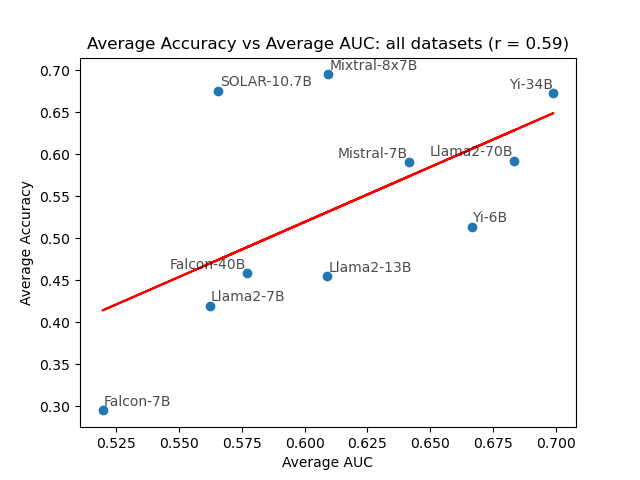 Average Accuracy vs Average AUC: all datasets (r = 0.59)
0.70
0.65
0.60
0.55
0.50
0.45
0.40
0.35
0.30
Average Accuracy
Mixtral-8x7B
SOLAR-10.7B
Yi-34B
Mistral-7B
Llama2-70B
Yi-6B
Falcon-40B
Llama2-13B
Llama2-7B
Falcon-7B
0.525
0.550
0.575
0.600
0.625
0.650
0.675
0.700
Average AUC